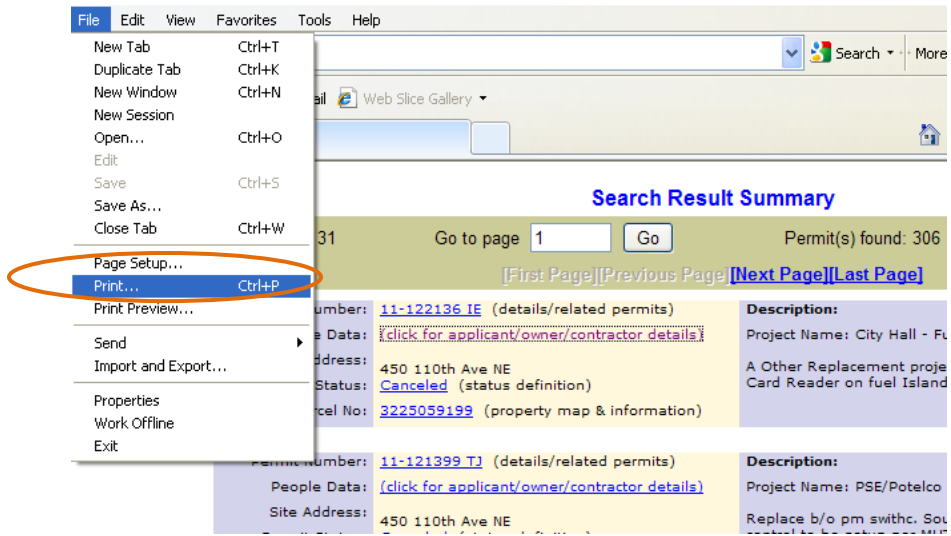 File Edit View Favorites Tools Help
New Tab Ctrl+T
Duplicate Tab Ctrl+K
New Window Ctrl+N
New Session
Open... Ctrl+O
Edit
Save Ctrl+S
Save As...
Close Tab Ctrl+W
Page Setup...
Print... Ctrl+P
Print Preview...
Send
Import and Export...
Properties
Work Offline
Exit
Search More
ail Web Slice Gallery
Search Result Summary
31 Go to page 1 Go Permit(s) found: 306
[First Page][Previous Page][Next Page][Last Page]
umber: 11-122136 IE (details/related permits) Description:
e Data: (click for applicant/owner/contractor details) Project Name: City Hall - Fu
ddress: 450 110th Ave NE A Other Replacement proje
Status: Canceled (status definition) Card Reader on fuel Island
rcel No: 3225059199 (property map & information)
Permit Number: 11-121399 TJ (details/related permits) Description:
People Data: (click for applicant/owner/contractor details) Project Name: PSE/Potelco
Site Address: 450 110th Ave NE Replace b/o pm swithc. Sou